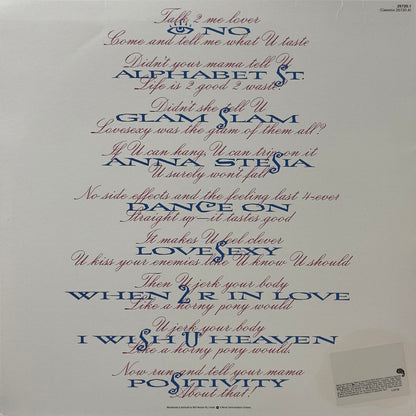 25720-1
Talk 2 me lover
👁 NO
Come and tell me what U taste
Didn't your mama tell U
ALPHABET ST.
Life is 2 good 2 waste
Didn't she tell U
GLAM SLAM
Lovesexy was the glam of them all?
If U can hang, U can trip on it
ANNA STESIA
U surely won't fall
No side effects and the feeling last 4-ever
DANCE ON
Straight up—it tastes good
It makes U feel clever
LOVESEXY
U kiss your enemies like U know U should
Then U jerk your body
WHEN 2 R IN LOVE
Like a horny pony would
U jerk your body
I WISH U HEAVEN
Like a horny pony would.
Now run and tell your mama
POSITIVITY
About that!